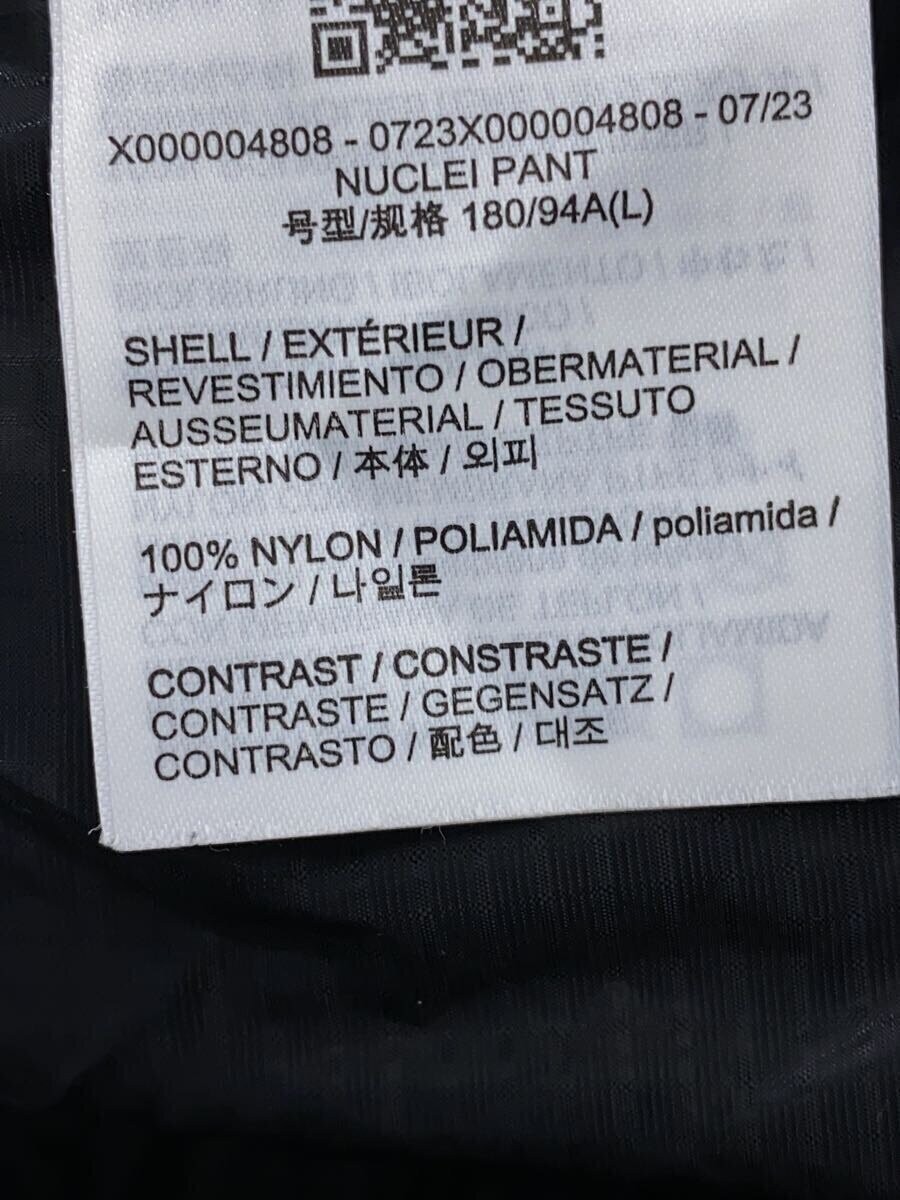 X000004808 - 0723X000004808 - 07/23
NUCLEI PANT
号型/规格 180/94A(L)
SHELL / EXTÉRIEUR /
REVESTIMIENTO / OBERMATERIAL /
AUSSEUMATERIAL / TESSUTO
ESTERNO / 本体 / 외피
100% NYLON / POLIAMIDA / poliamida /
ナイロン / 나일론
CONTRAST / CONSTRASTE /
CONTRASTE / GEGENSATZ /
CONTRASTO / 配色 / 대조